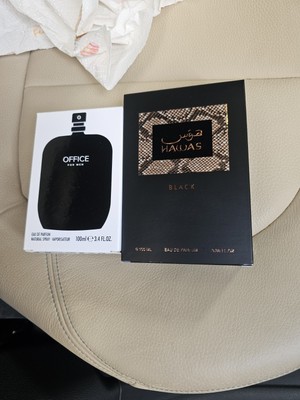 OFFICE
FOR MEN
EAU DE PARFUM
NATURAL SPRAY - VAPORISATEUR
100ml e 3.4 FL.OZ.
هوس
HAWAS
BLACK
EAU DE PARFUM